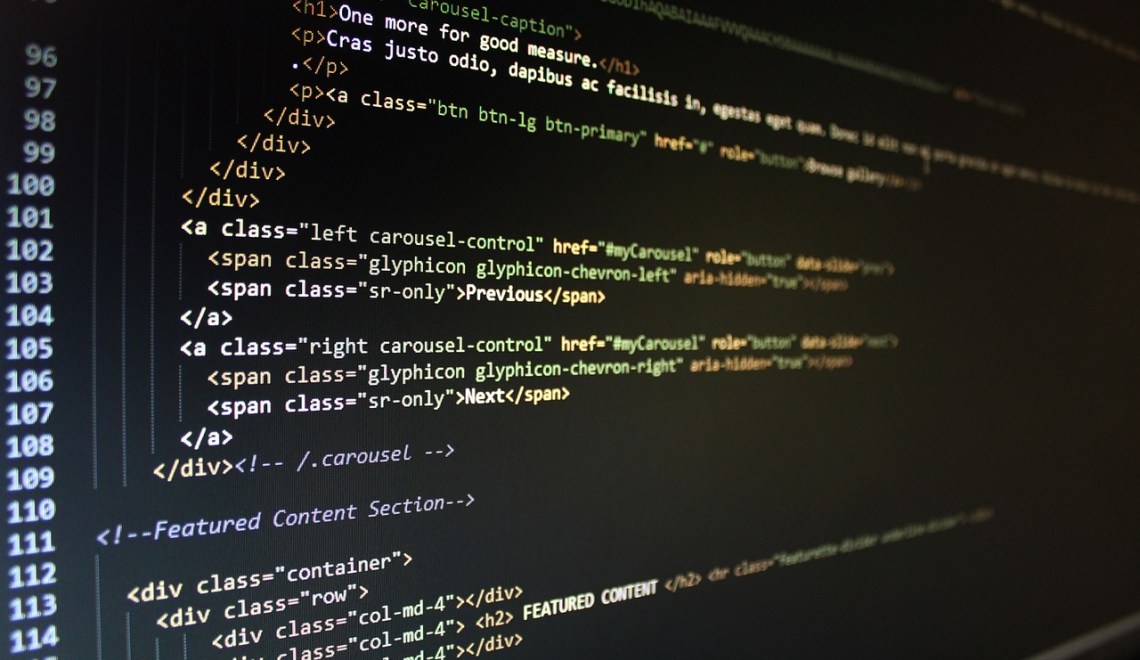 carousel-caption">
<h1>One more for good measure.</h1>
<p>Cras justo odio, dapibus ac facilisis in, egestas eget quam. Donec id elit non
.</p>
96 <p><a class="btn btn-lg btn-primary" href="#" role="button">Browse gallery
97 </div>
98 </div>
99 </div>
100 </div>
101 <a class="left carousel-control" href="#myCarousel" role="button" data-slide="prev">
102 <span class="glyphicon glyphicon-chevron-left" aria-hidden="true"></span>
103 <span class="sr-only">Previous</span>
104 </a>
105 <a class="right carousel-control" href="#myCarousel" role="button" data-slide="next">
106 <span class="glyphicon glyphicon-chevron-right" aria-hidden="true"></span>
107 <span class="sr-only">Next</span>
108 </a>
109 </div><!-- /.carousel -->
110
111 <!--Featured Content Section-->
112 <div class="container">
113 <div class="row">
114 <div class="col-md-4"></div>
<div class="col-md-4"> <h2> FEATURED CONTENT </h2> <hr class="featurette-divider
md-4"></div>